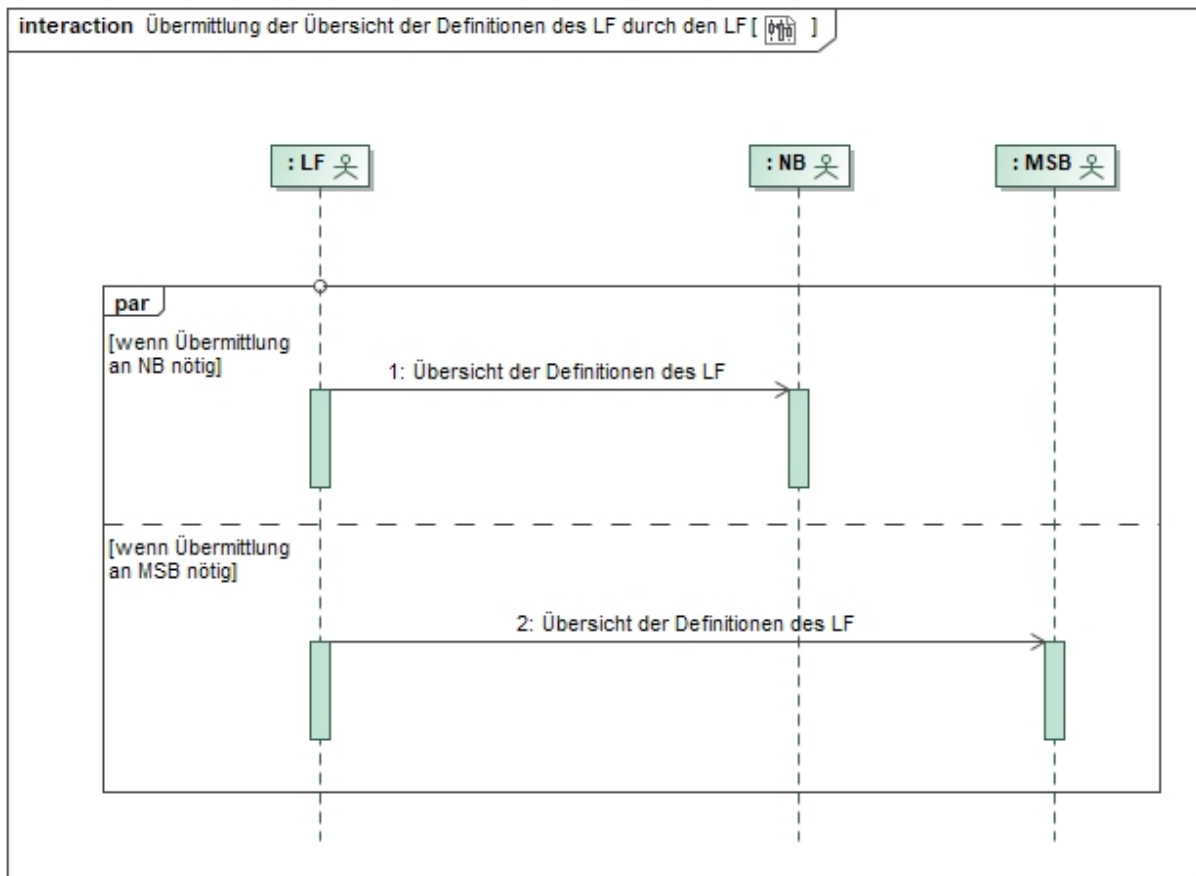 interaction Übermittlung der Übersicht der Definitionen des LF durch den LF [ ]
: LF
: NB
: MSB
par
[wenn Übermittlung
an NB nötig]
1: Übersicht der Definitionen des LF
[wenn Übermittlung
an MSB nötig]
2: Übersicht der Definitionen des LF